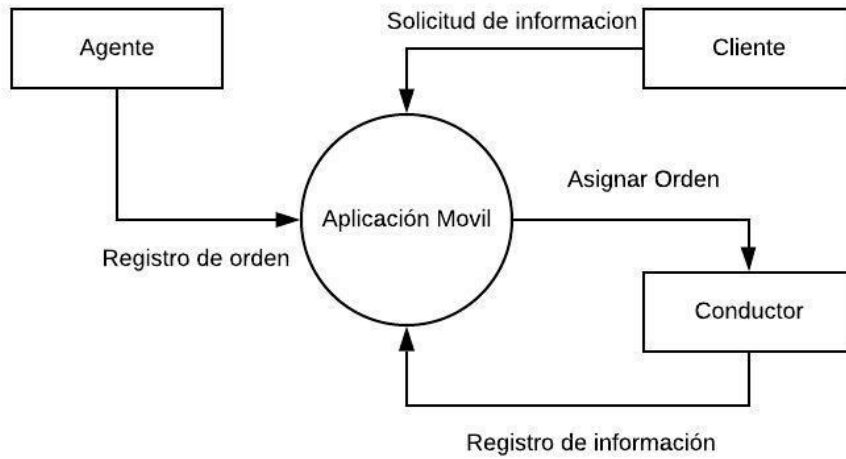 Solicitud de informacion
Agente
Cliente
Asignar Orden
Aplicación Movil
Registro de orden
Conductor
Registro de información